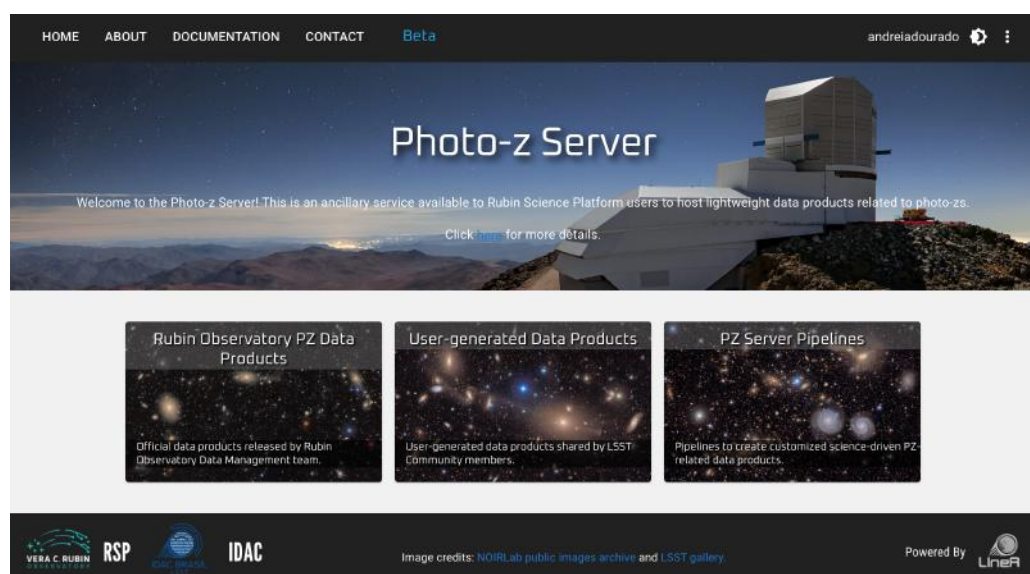 HOME ABOUT DOCUMENTATION CONTACT Beta andreiadourado
Photo-z Server
Welcome to the Photo-z Server! This is an ancillary service available to Rubin Science Platform users to host lightweight data products related to photo-zs.
Click here for more details.
Rubin Observatory PZ Data
Products
Official data products released by Rubin
Observatory Data Management team.
User-generated Data Products
User-generated data products shared by LSST
Community members.
PZ Server Pipelines
Pipelines to create customized science-driven PZ-
related data products.
VERA C. RUBIN
OBSERVATORY
RSP
IDAC BRASIL
IDAC
Image credits: NOIRLab public images archive and LSST gallery.
Powered By
LIneA